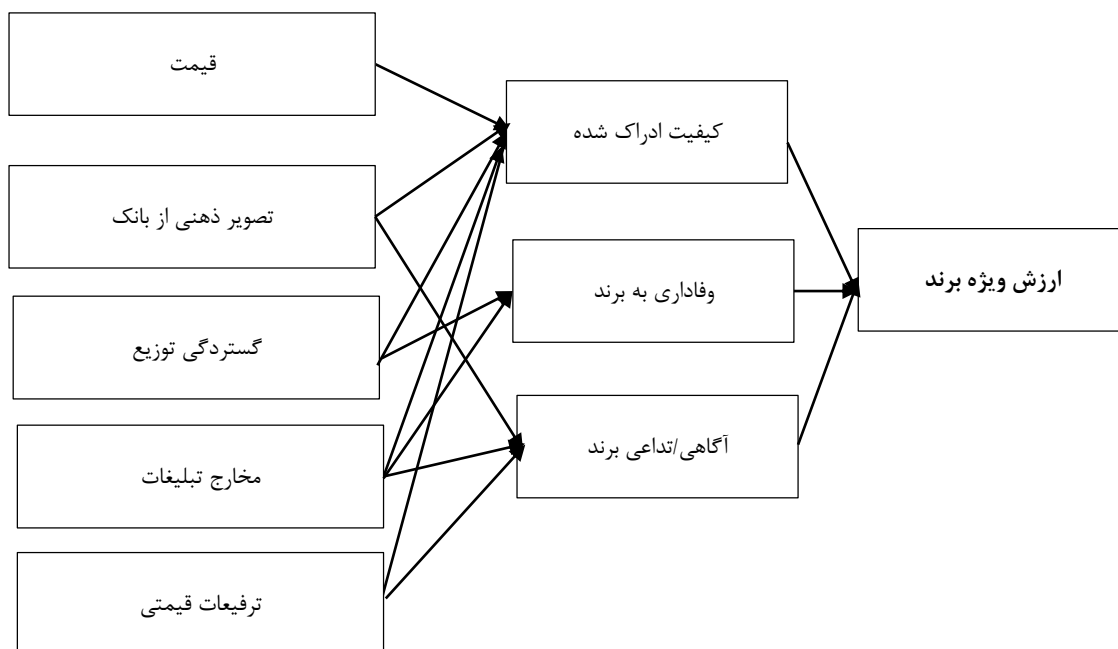 قیمت
تصویر ذهنی از بانک
گستردگی توزیع
مخارج تبلیغات
ترفیعات قیمتی
کیفیت ادراک شده
وفاداری به برند
آگاهی/تداعی برند
ارزش ویژه برند